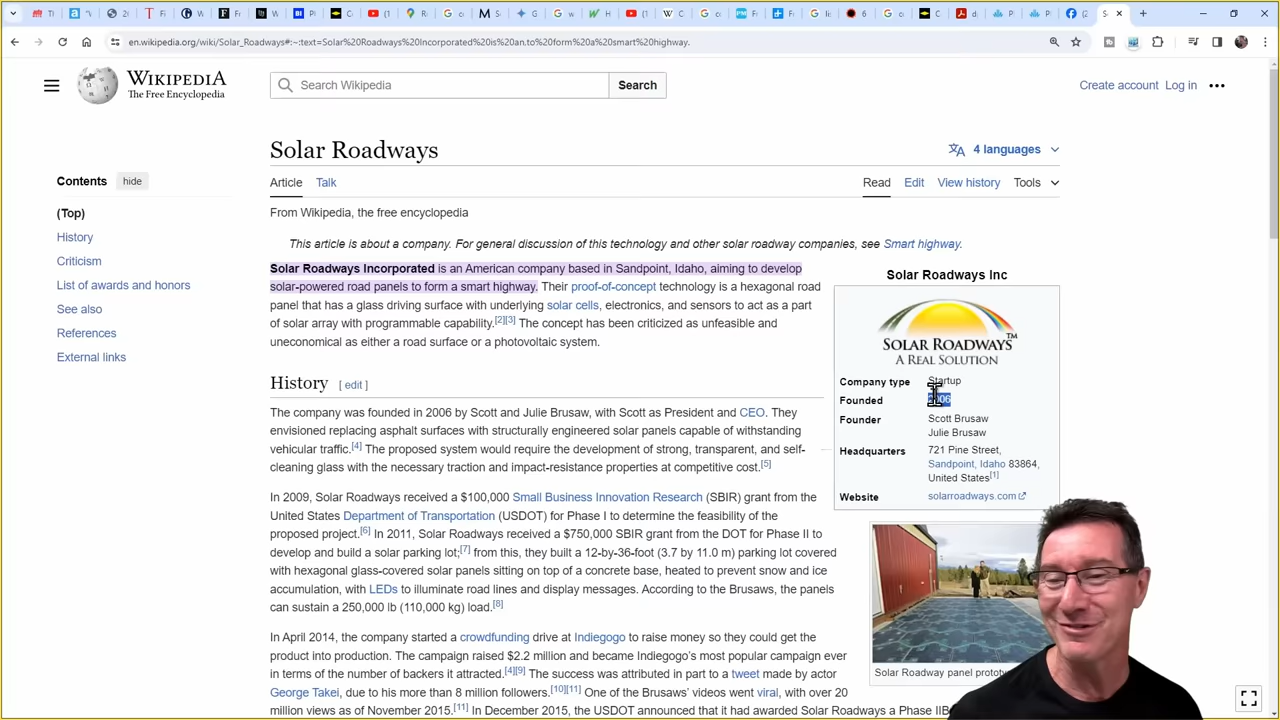 en.wikipedia.org/wiki/Solar_Roadways#:~:text=Solar%20Roadways%20Incorporated%20is%20an.to%20form%20a%20smart%20highway.
WIKIPEDIA
The Free Encyclopedia
Search Wikipedia
Search
Create account
Log in
Solar Roadways
4 languages
Contents
hide
(Top)
History
Criticism
List of awards and honors
See also
References
External links
Article
Talk
Read
Edit
View history
Tools
From Wikipedia, the free encyclopedia
This article is about a company. For general discussion of this technology and other solar roadway companies, see Smart highway.
Solar Roadways Incorporated is an American company based in Sandpoint, Idaho, aiming to develop
solar-powered road panels to form a smart highway. Their proof-of-concept technology is a hexagonal road
panel that has a glass driving surface with underlying solar cells, electronics, and sensors to act as a part
of solar array with programmable capability.[2][3] The concept has been criticized as unfeasible and
uneconomical as either a road surface or a photovoltaic system.
Solar Roadways Inc
SOLAR ROADWAYS™
A REAL SOLUTION
Company type Startup
Founded 2006
Founder Scott Brusaw
Julie Brusaw
Headquarters 721 Pine Street,
Sandpoint, Idaho 83864,
United States[1]
Website solarroadways.com
Solar Roadway panel
History [ edit ]
The company was founded in 2006 by Scott and Julie Brusaw, with Scott as President and CEO. They
envisioned replacing asphalt surfaces with structurally engineered solar panels capable of withstanding
vehicular traffic.[4] The proposed system would require the development of strong, transparent, and self-
cleaning glass with the necessary traction and impact-resistance properties at competitive cost.[5]
In 2009, Solar Roadways received a $100,000 Small Business Innovation Research (SBIR) grant from the
United States Department of Transportation (USDOT) for Phase I to determine the feasibility of the
proposed project.[6] In 2011, Solar Roadways received a $750,000 SBIR grant from the DOT for Phase II to
develop and build a solar parking lot;[7] from this, they built a 12-by-36-foot (3.7 by 11.0 m) parking lot covered
with hexagonal glass-covered solar panels sitting on top of a concrete base, heated to prevent snow and ice
accumulation, with LEDs to illuminate road lines and display messages. According to the Brusaws, the panels
can sustain a 250,000 lb (110,000 kg) load.[8]
In April 2014, the company started a crowdfunding drive at Indiegogo to raise money so they could get the
product into production. The campaign raised $2.2 million and became Indiegogo's most popular campaign ever
in terms of the number of backers it attracted.[4][9] The success was attributed in part to a tweet made by actor
George Takei, due to his more than 8 million followers.[10][11] One of the Brusaws' videos went viral, with over 20
million views as of November 2015.[11] In December 2015, the USDOT announced that it had awarded Solar Roadways a Phase IIB